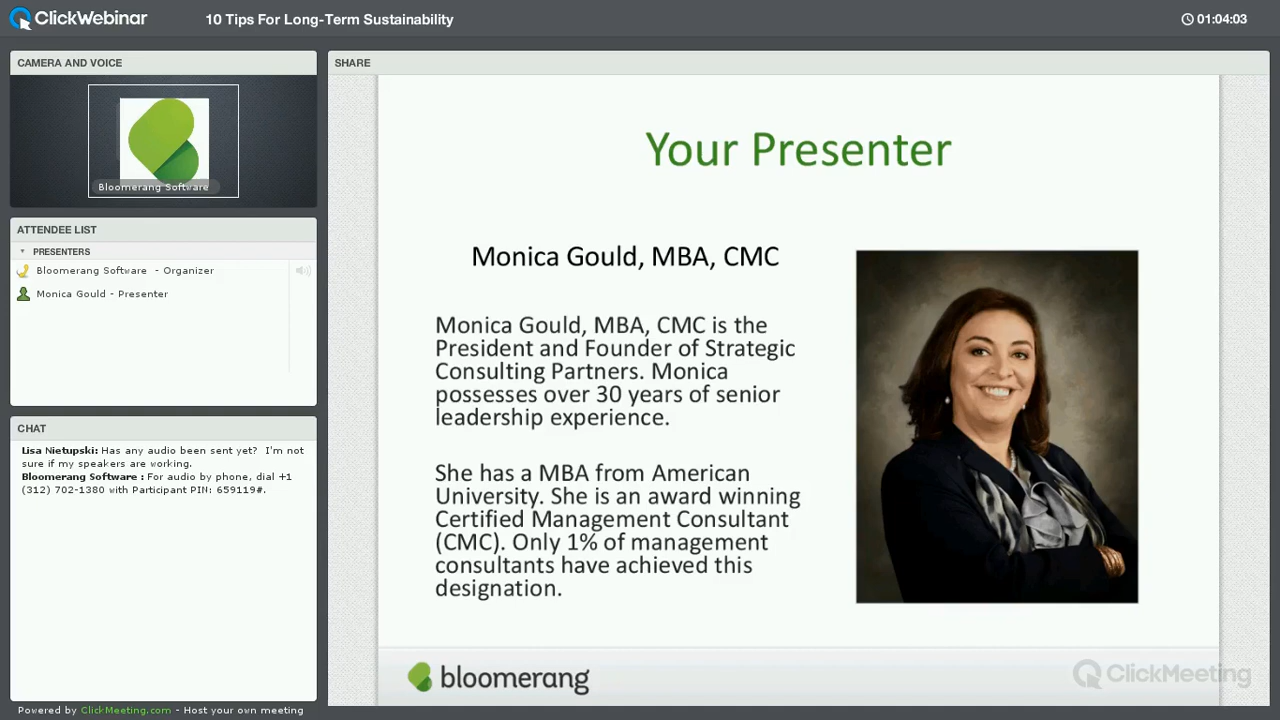 ClickWebinar
10 Tips For Long-Term Sustainability
01:04:03
CAMERA AND VOICE
Bloomerang Software
ATTENDEE LIST
PRESENTERS
Bloomerang Software - Organizer
Monica Gould - Presenter
CHAT
Lisa Nietupski: Has any audio been sent yet? I'm not
sure if my speakers are working.
Bloomerang Software : For audio by phone, dial +1
(312) 702-1380 with Participant PIN: 659119#.
Powered by ClickMeeting.com - Host your own meeting
SHARE
Your Presenter
Monica Gould, MBA, CMC
Monica Gould, MBA, CMC is the
President and Founder of Strategic
Consulting Partners. Monica
possesses over 30 years of senior
leadership experience.
She has a MBA from American
University. She is an award winning
Certified Management Consultant
(CMC). Only 1% of management
consultants have achieved this
designation.
bloomerang
ClickMeeting